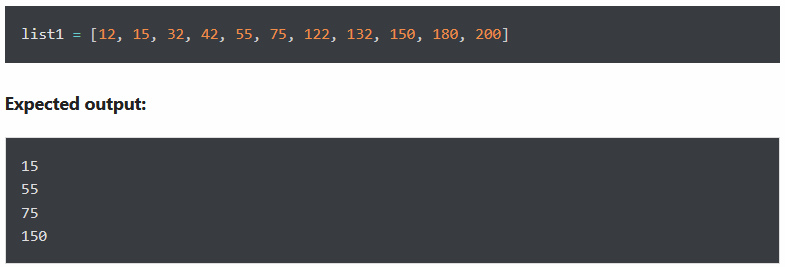 list1 = [12, 15, 32, 42, 55, 75, 122, 132, 150, 180, 200]
Expected output:
15
55
75
150